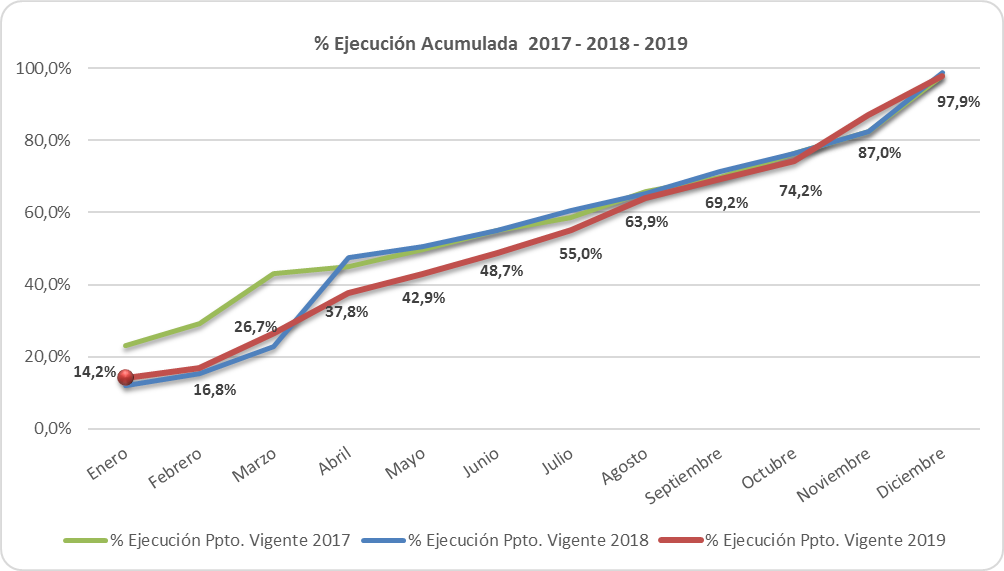 % Ejecución Acumulada 2017 - 2018 - 2019
100,0%
80,0%
60,0%
40,0%
20,0%
0,0%
14,2%
16,8%
26,7%
37,8%
42,9%
48,7%
55,0%
63,9%
69,2%
74,2%
87,0%
97,9%
Enero
Febrero
Marzo
Abril
Mayo
Junio
Julio
Agosto
Septiembre
Octubre
Noviembre
Diciembre
% Ejecución Ppto. Vigente 2017
% Ejecución Ppto. Vigente 2018
% Ejecución Ppto. Vigente 2019